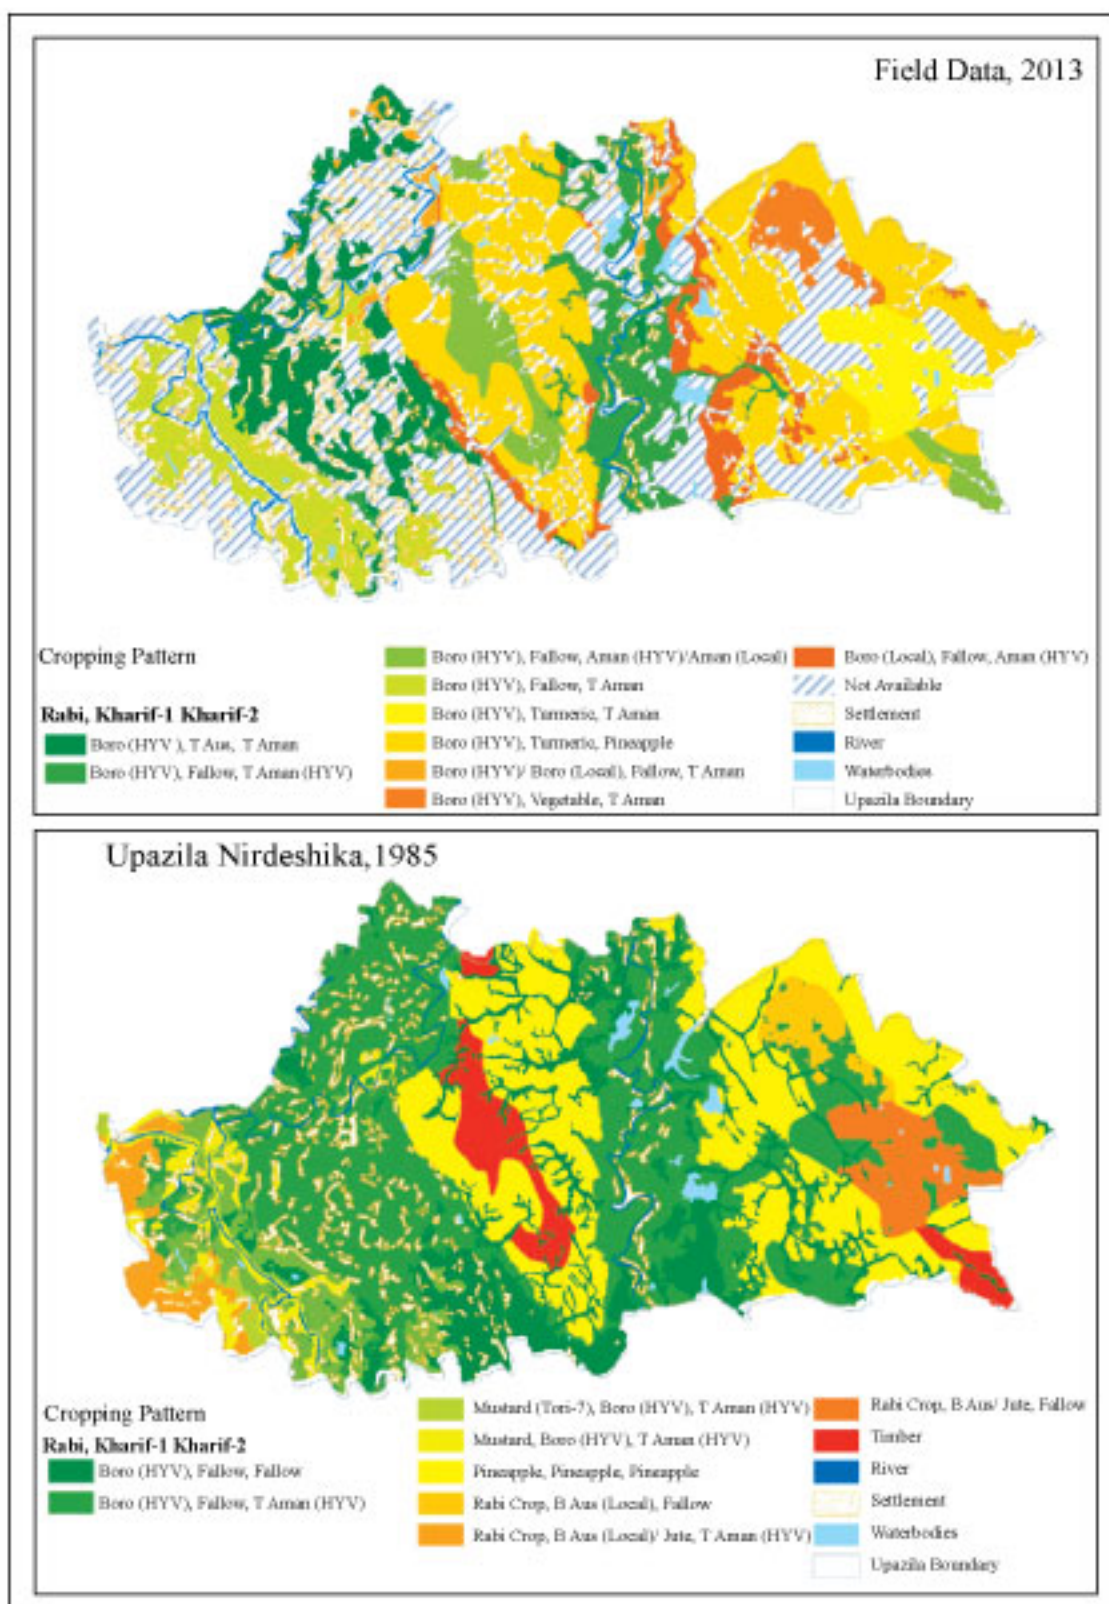 Field Data, 2013
Cropping Pattern
Rabi, Kharif-1 Kharif-2
Boro (HYV ), T Aus, T Aman
Boro (HYV), Fallow, T Aman (HYV)
Boro (HYV), Fallow, Aman (HYV)/Aman (Local)
Boro (HYV), Fallow, T Aman
Boro (HYV), Turmeric, T Aman
Boro (HYV), Turmeric, Pineapple
Boro (HYV)/ Boro (Local), Fallow, T Aman
Boro (HYV), Vegetable, T Aman
Boro (Local), Fallow, Aman (HYV)
Not Available
Settlement
River
Waterbodies
Upazila Boundary
Upazila Nirdeshika,1985
Cropping Pattern
Rabi, Kharif-1 Kharif-2
Boro (HYV), Fallow, Fallow
Boro (HYV), Fallow, T Aman (HYV)
Mustard (Tori-7), Boro (HYV), T Aman (HYV)
Mustard, Boro (HYV), T Aman (HYV)
Pineapple, Pineapple, Pineapple
Rabi Crop, B Aus (Local), Fallow
Rabi Crop, B Aus (Local)/ Jute, T Aman (HYV)
Rabi Crop, B Aus/ Jute, Fallow
Timber
River
Settlement
Waterbodies
Upazila Boundary